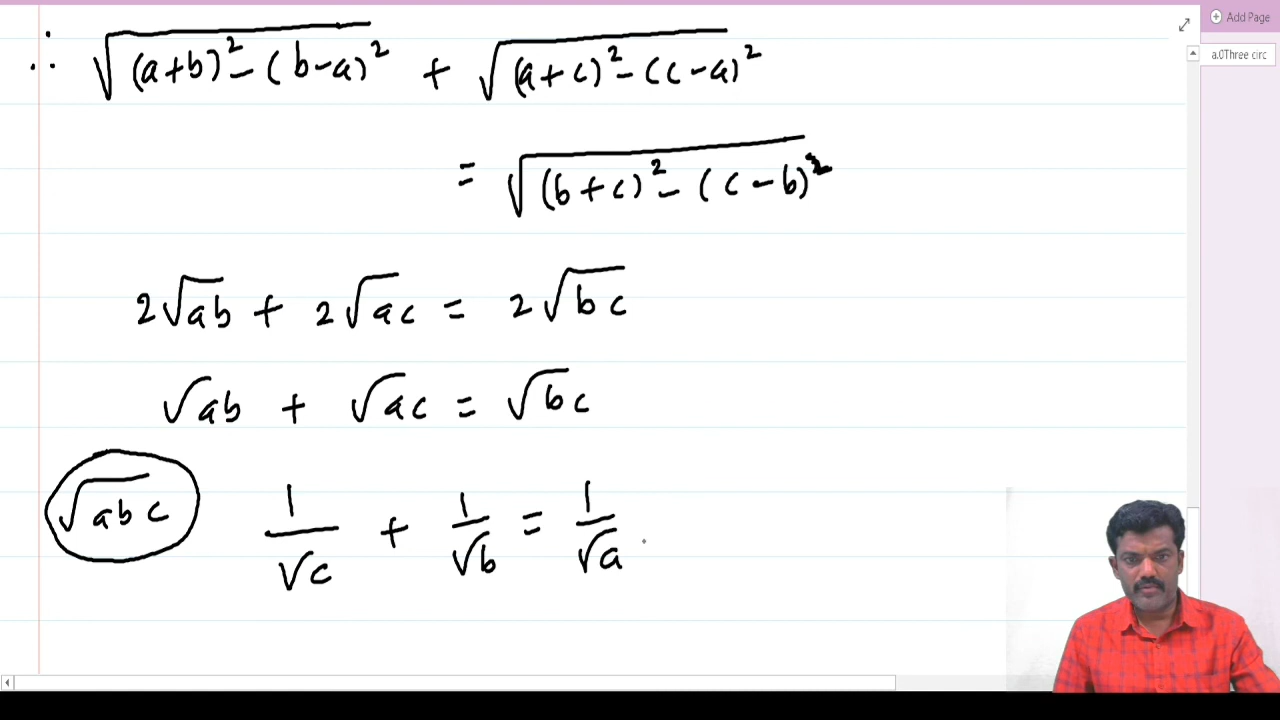 Add Page
a.0Three circ
∴ √((a+b)² − (b−a)²) + √((a+c)² − (c−a)²)
= √((b+c)² − (c−b)²)
2√ab + 2√ac = 2√bc
√ab + √ac = √bc
√abc 1/√c + 1/√b = 1/√a